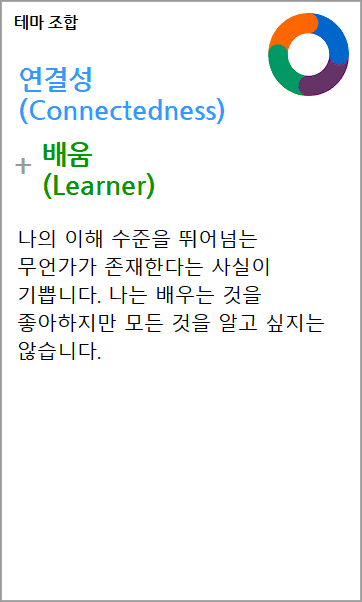 테마 조합
연결성
(Connectedness)
+ 배움
(Learner)
나의 이해 수준을 뛰어넘는
무언가가 존재한다는 사실이
기쁩니다. 나는 배우는 것을
좋아하지만 모든 것을 알고 싶지는
않습니다.